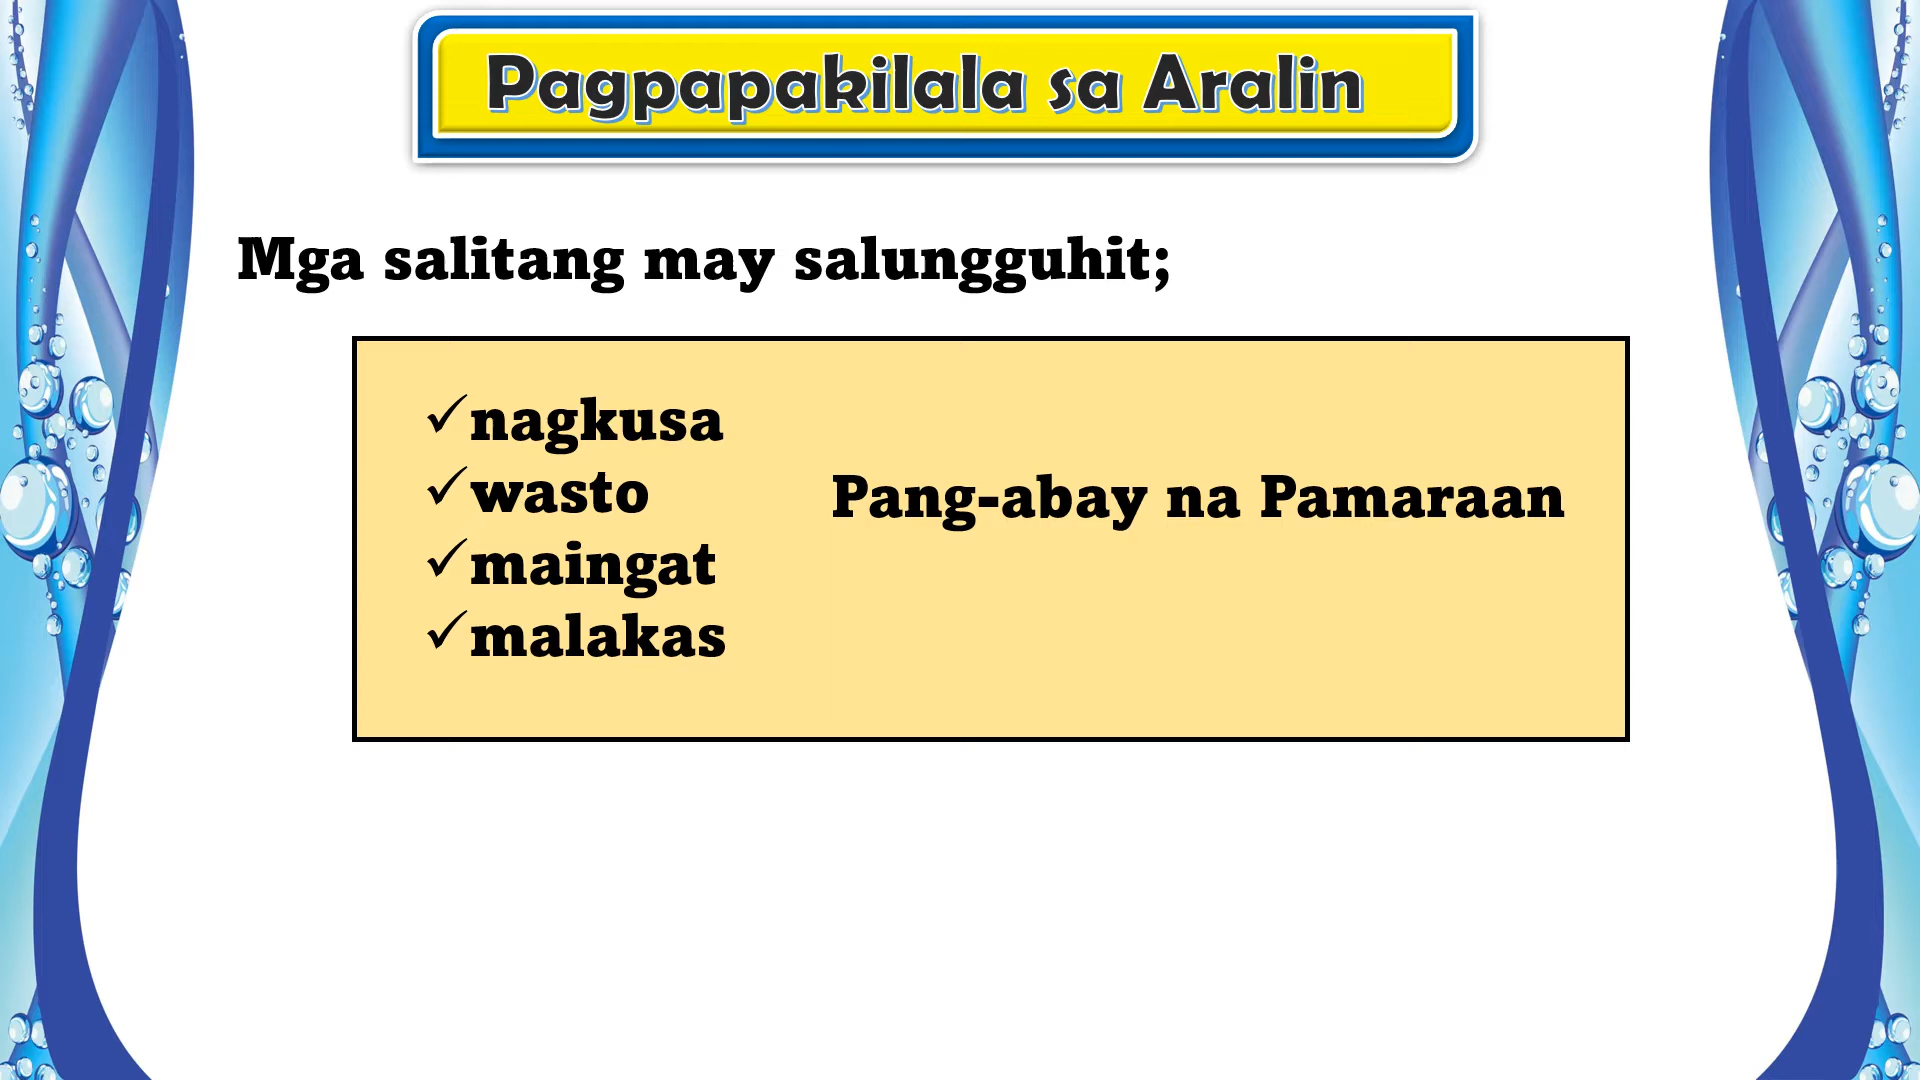 Pagpapakilala sa Aralin
Mga salitang may salungguhit;
✓nagkusa
✓wasto
Pang-abay na Pamaraan
✓maingat
✓malakas